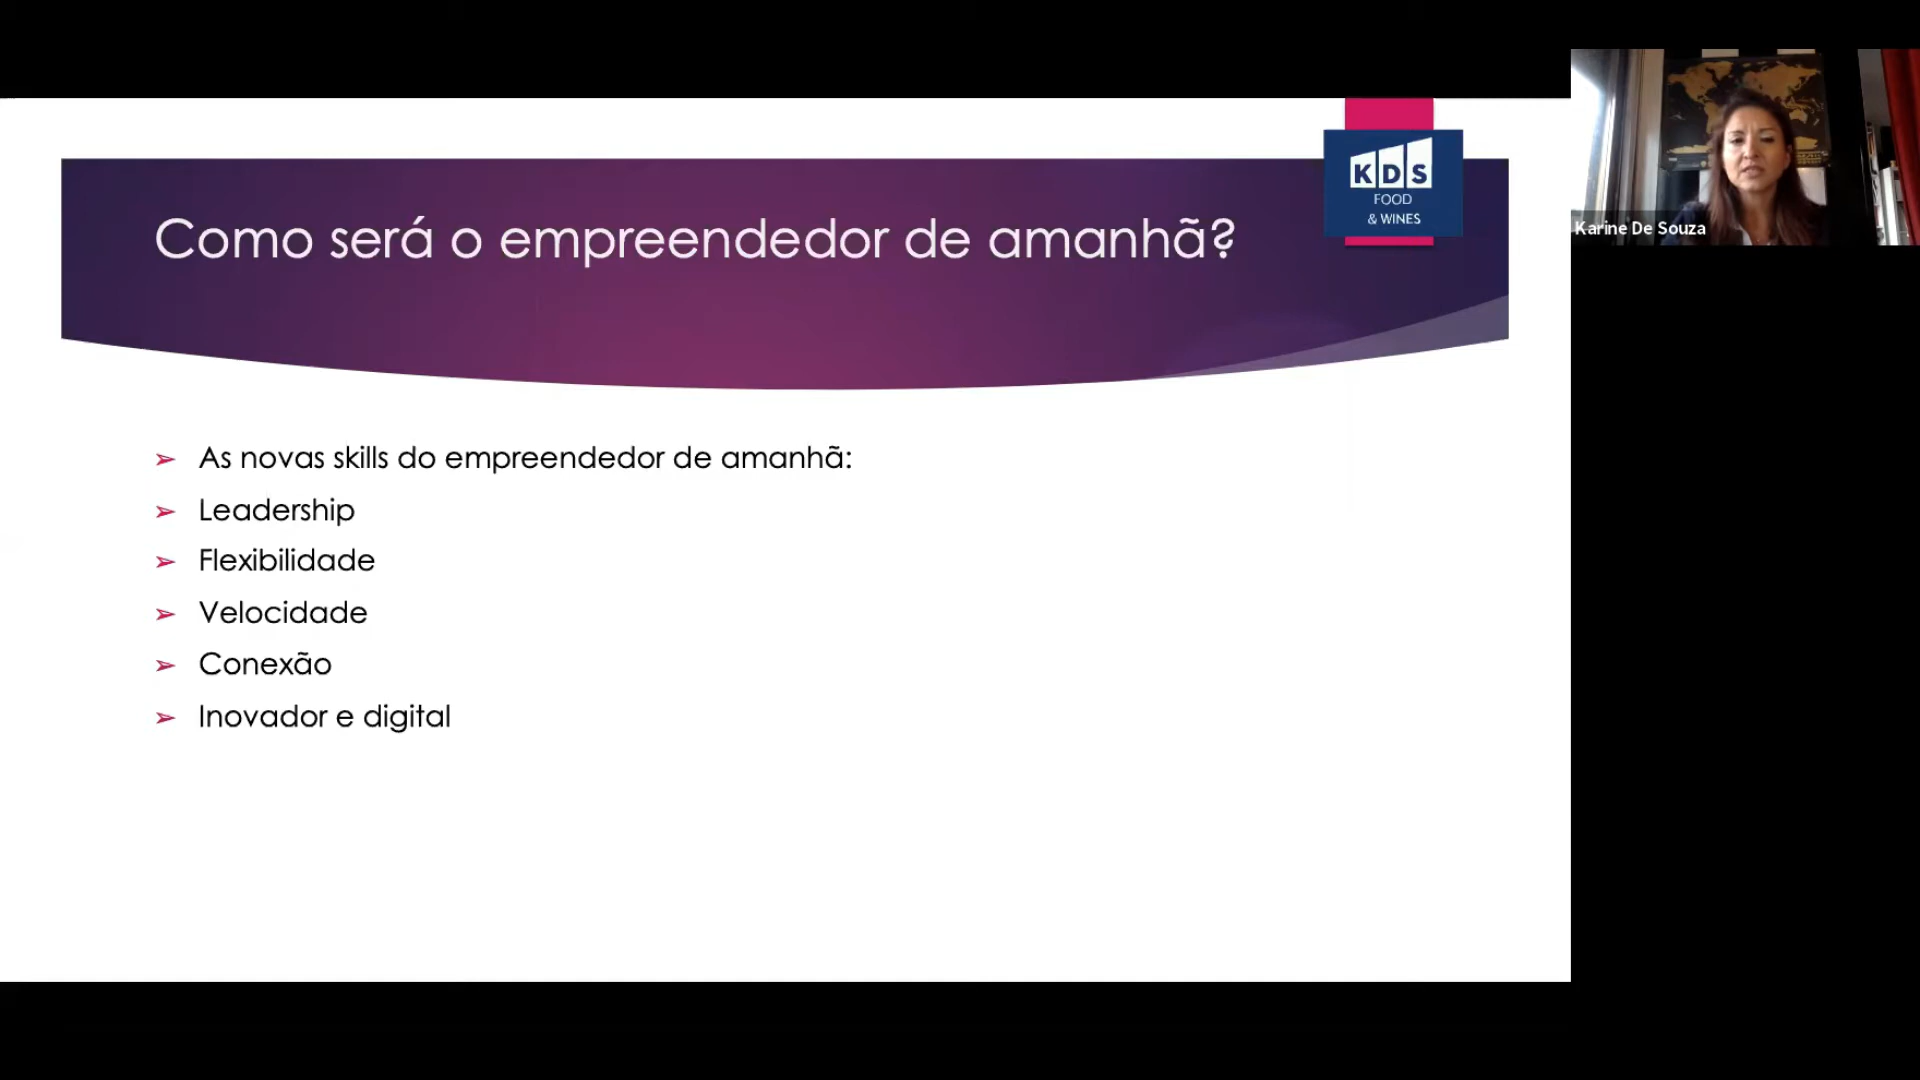 Como será o empreendedor de amanhã?
KDS
FOOD
& WINES
Karine De Souza
➢ As novas skills do empreendedor de amanhã:
➢ Leadership
➢ Flexibilidade
➢ Velocidade
➢ Conexão
➢ Inovador e digital